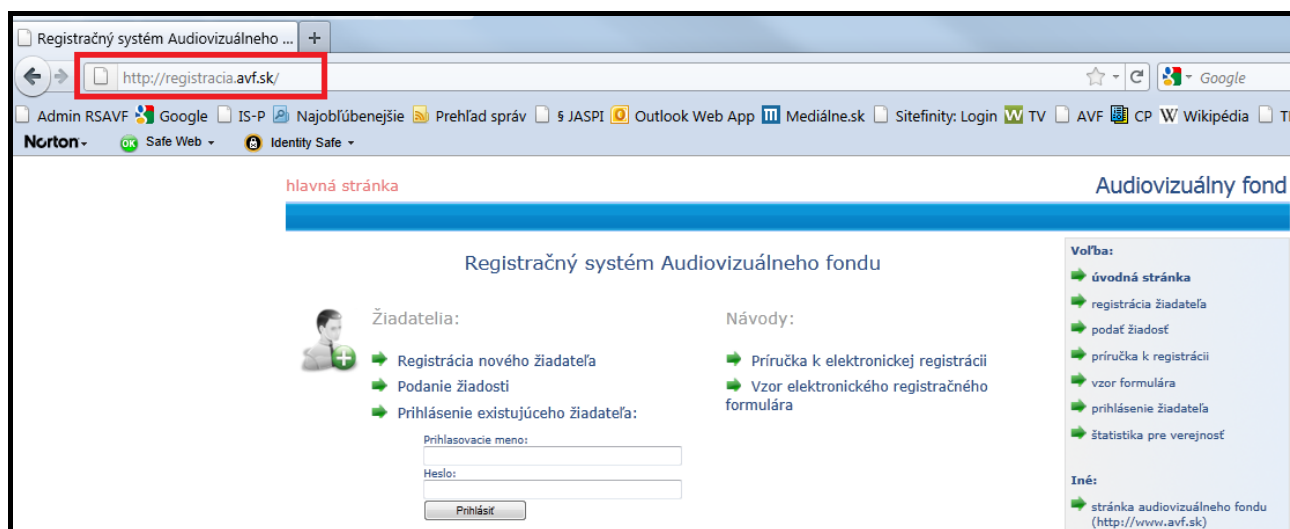 Registračný systém Audiovizuálneho ... +
http://registracia.avf.sk/
Google
Admin RSAVF Google IS-P Najobľúbenejšie Prehľad správ § JASPI Outlook Web App Mediálne.sk Sitefinity: Login TV AVF CP Wikipédia
Norton OK Safe Web Identity Safe
hlavná stránka
Audiovizuálny fond
Registračný systém Audiovizuálneho fondu
Žiadatelia:
Registrácia nového žiadateľa
Podanie žiadosti
Prihlásenie existujúceho žiadateľa:
Prihlasovacie meno:
Heslo:
Prihlásiť
Návody:
Príručka k elektronickej registrácii
Vzor elektronického registračného
formulára
Voľba:
úvodná stránka
registrácia žiadateľa
podať žiadosť
príručka k registrácii
vzor formulára
prihlásenie žiadateľa
štatistika pre verejnosť
Iné:
stránka audiovizuálneho fondu
(http://www.avf.sk)